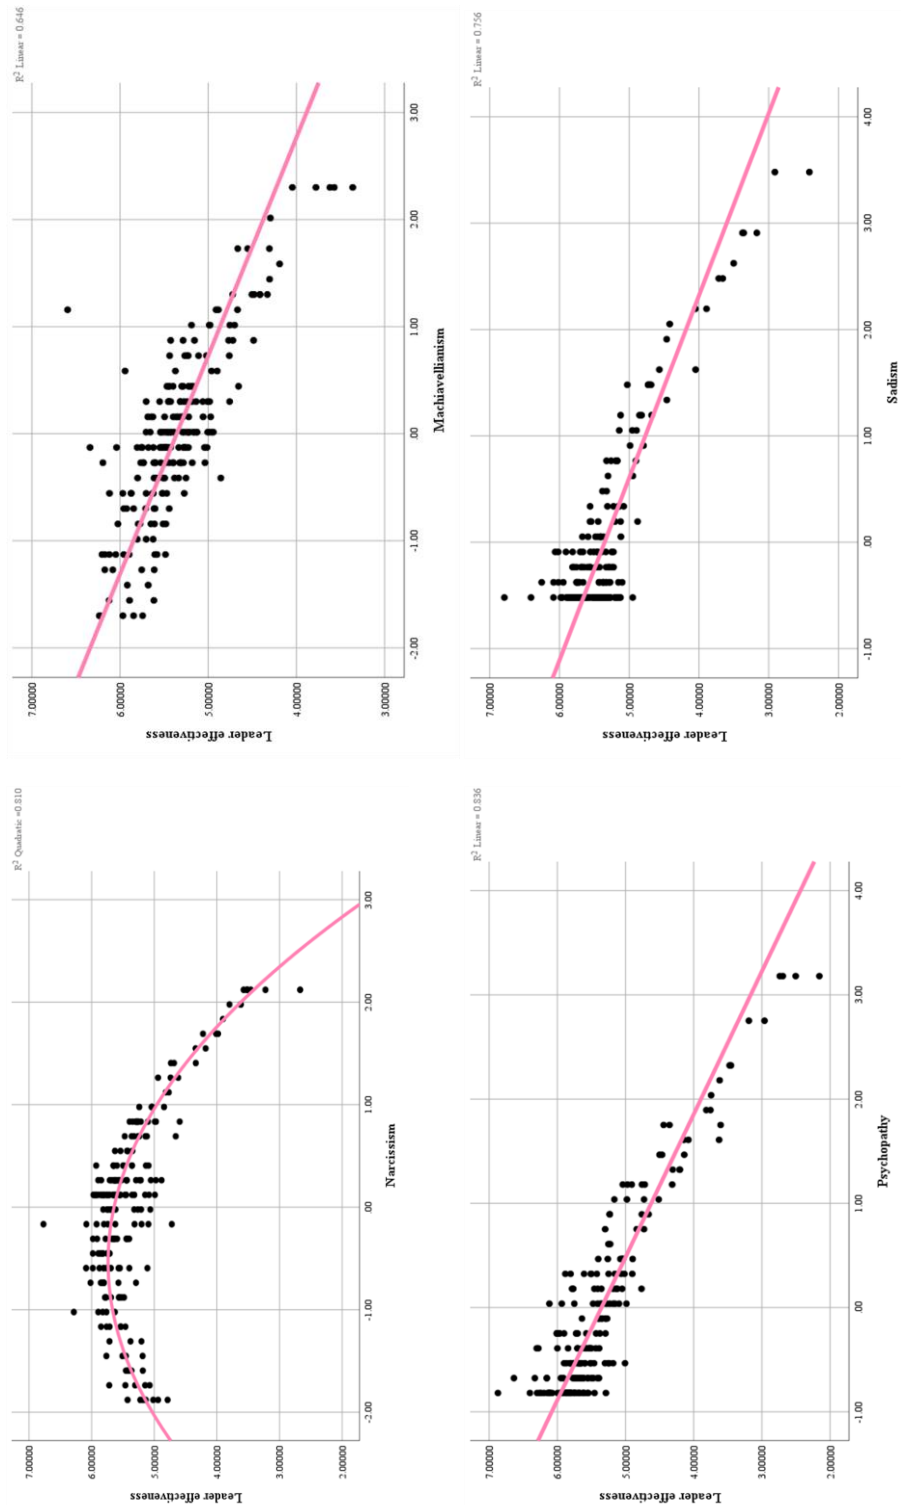 R² Quadratic =0.810
7.00000
6.00000
5.00000
4.00000
3.00000
2.00000
Leader effectiveness
-2.00 -1.00 .00 1.00 2.00 3.00
Narcissism
R² Linear = 0.646
7.00000
6.00000
5.00000
4.00000
3.00000
Leader effectiveness
-2.00 -1.00 .00 1.00 2.00 3.00
Machiavellianism
R² Linear = 0.836
7.00000
6.00000
5.00000
4.00000
3.00000
2.00000
Leader effectiveness
-1.00 .00 1.00 2.00 3.00 4.00
Psychopathy
R² Linear = 0.756
7.00000
6.00000
5.00000
4.00000
3.00000
2.00000
Leader effectiveness
-1.00 .00 1.00 2.00 3.00 4.00
Sadism